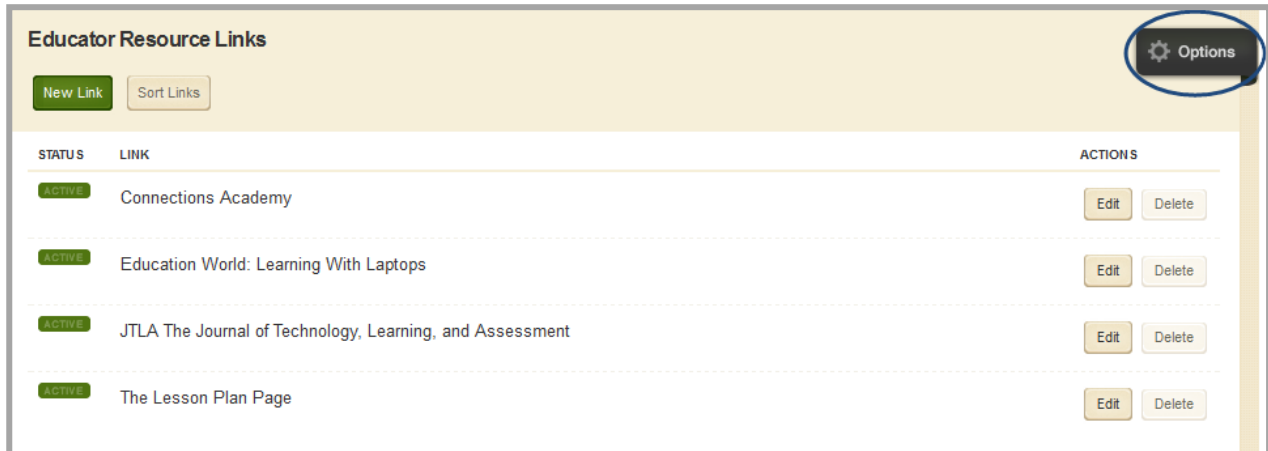 Educator Resource Links
Options
New Link Sort Links
STATUS LINK ACTIONS
ACTIVE Connections Academy Edit Delete
ACTIVE Education World: Learning With Laptops Edit Delete
ACTIVE JTLA The Journal of Technology, Learning, and Assessment Edit Delete
ACTIVE The Lesson Plan Page Edit Delete